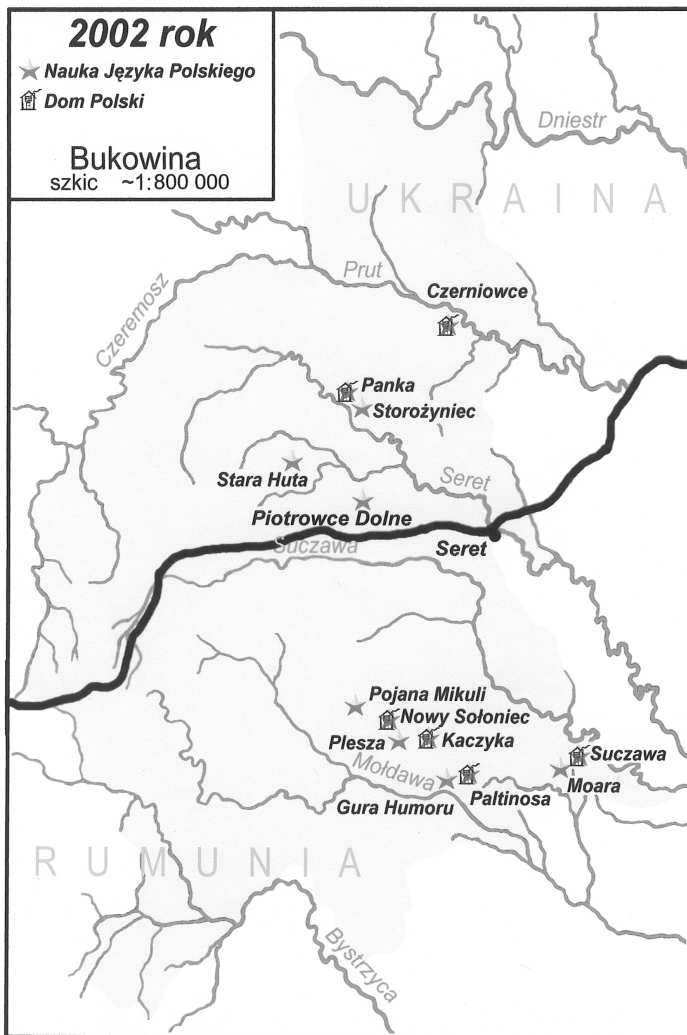 2002 rok
Nauka Języka Polskiego
Dom Polski
Bukowina
szkic ~1:800 000
Dniestr
UKRAINA
Czeremosz
Prut
Czerniowce
Panka
Storożyniec
Stara Huta
Seret
Piotrowce Dolne
Suczawa
Seret
Pojana Mikuli
Nowy Sołoniec
Plesza
Kaczyka
Suczawa
Mołdawa
Moara
Gura Humoru
Paltinosa
RUMUNIA
Bystrzyca